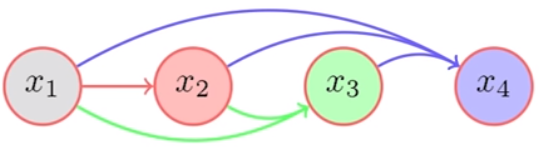 x₁ x₂ x₃ x₄